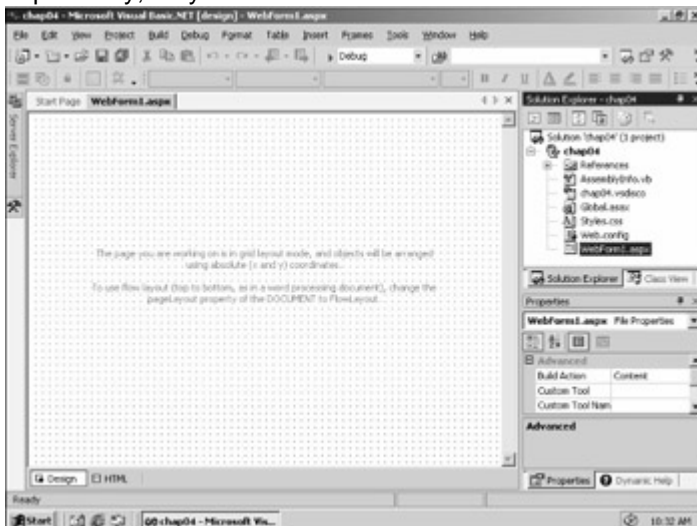 chap04 - Microsoft Visual Basic.NET [design] - WebForm1.aspx
File Edit View Project Build Debug Format Table Insert Frames Tools Window Help
Debug
Start Page WebForm1.aspx
Server Explorer
The page you are working on is in grid layout mode, and objects will be arranged
using absolute (x and y) coordinates.
To use flow layout (top to bottom, as in a word processing document), change the
pageLayout property of the DOCUMENT to FlowLayout.
Design HTML
Solution Explorer - chap04
Solution 'chap04' (1 project)
chap04
References
AssemblyInfo.vb
chap04.vsdisco
Global.asax
Styles.css
Web.config
WebForm1.aspx
Solution Explorer Class View
Properties
WebForm1.aspx File Properties
Advanced
Build Action Content
Custom Tool
Custom Tool Nam
Advanced
Properties Dynamic Help
Ready
Start chap04 - Microsoft Vis... 10:32 AM